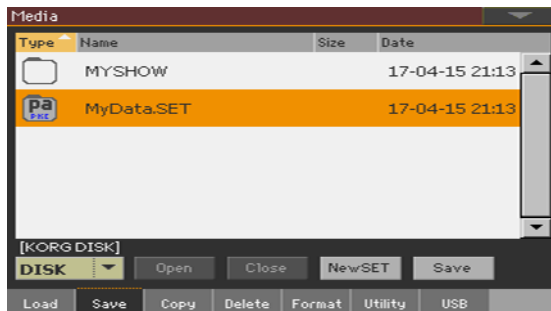 Media
Type Name Size Date
MYSHOW 17-04-15 21:13
Pa PKG MyData.SET 17-04-15 21:13
[KORG DISK]
DISK Open Close NewSET Save
Load Save Copy Delete Format Utility USB